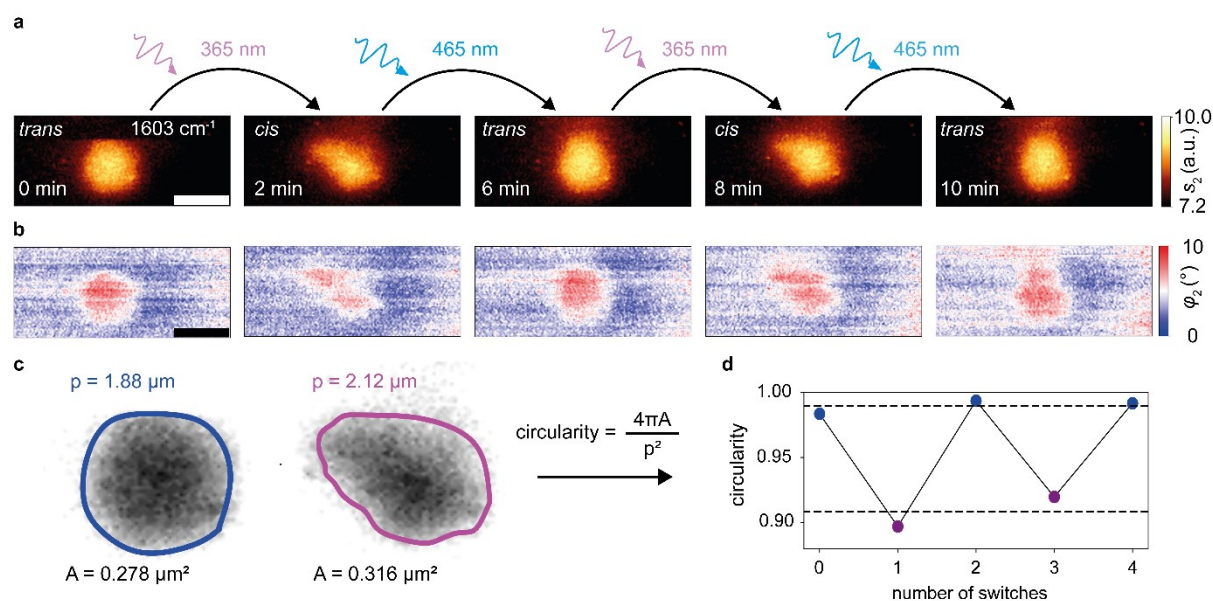 a
365 nm
465 nm
365 nm
465 nm
trans
1603 cm⁻¹
0 min
cis
2 min
trans
6 min
cis
8 min
trans
10 min
10.0
s₂ (a.u.)
7.2
b
10
φ₂ (°)
0
c
p = 1.88 µm
p = 2.12 µm
A = 0.278 µm²
A = 0.316 µm²
circularity = 4πA
p²
d
1.00
0.95
0.90
circularity
0
1
2
3
4
number of switches